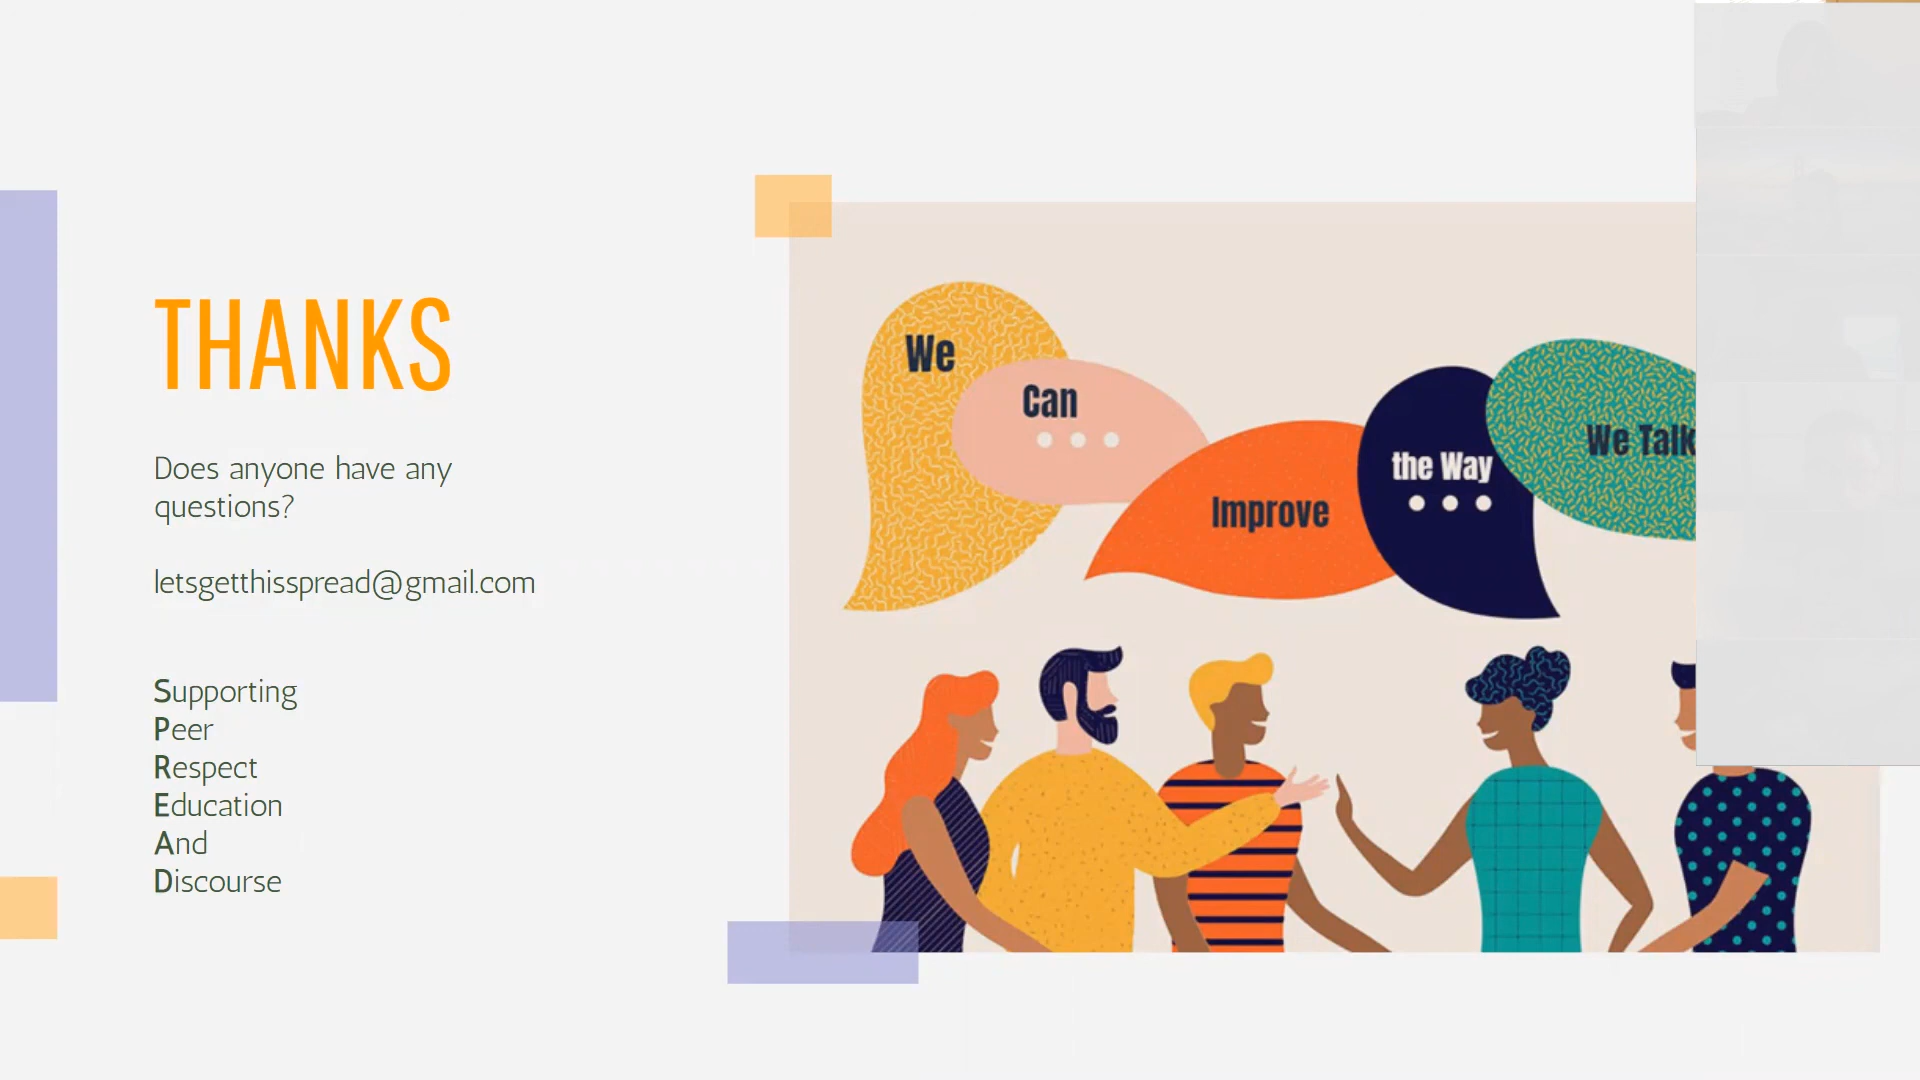 THANKS
Does anyone have any
questions?
letsgetthisspread@gmail.com
Supporting
Peer
Respect
Education
And
Discourse
We
Can
Improve
the Way
We Talk